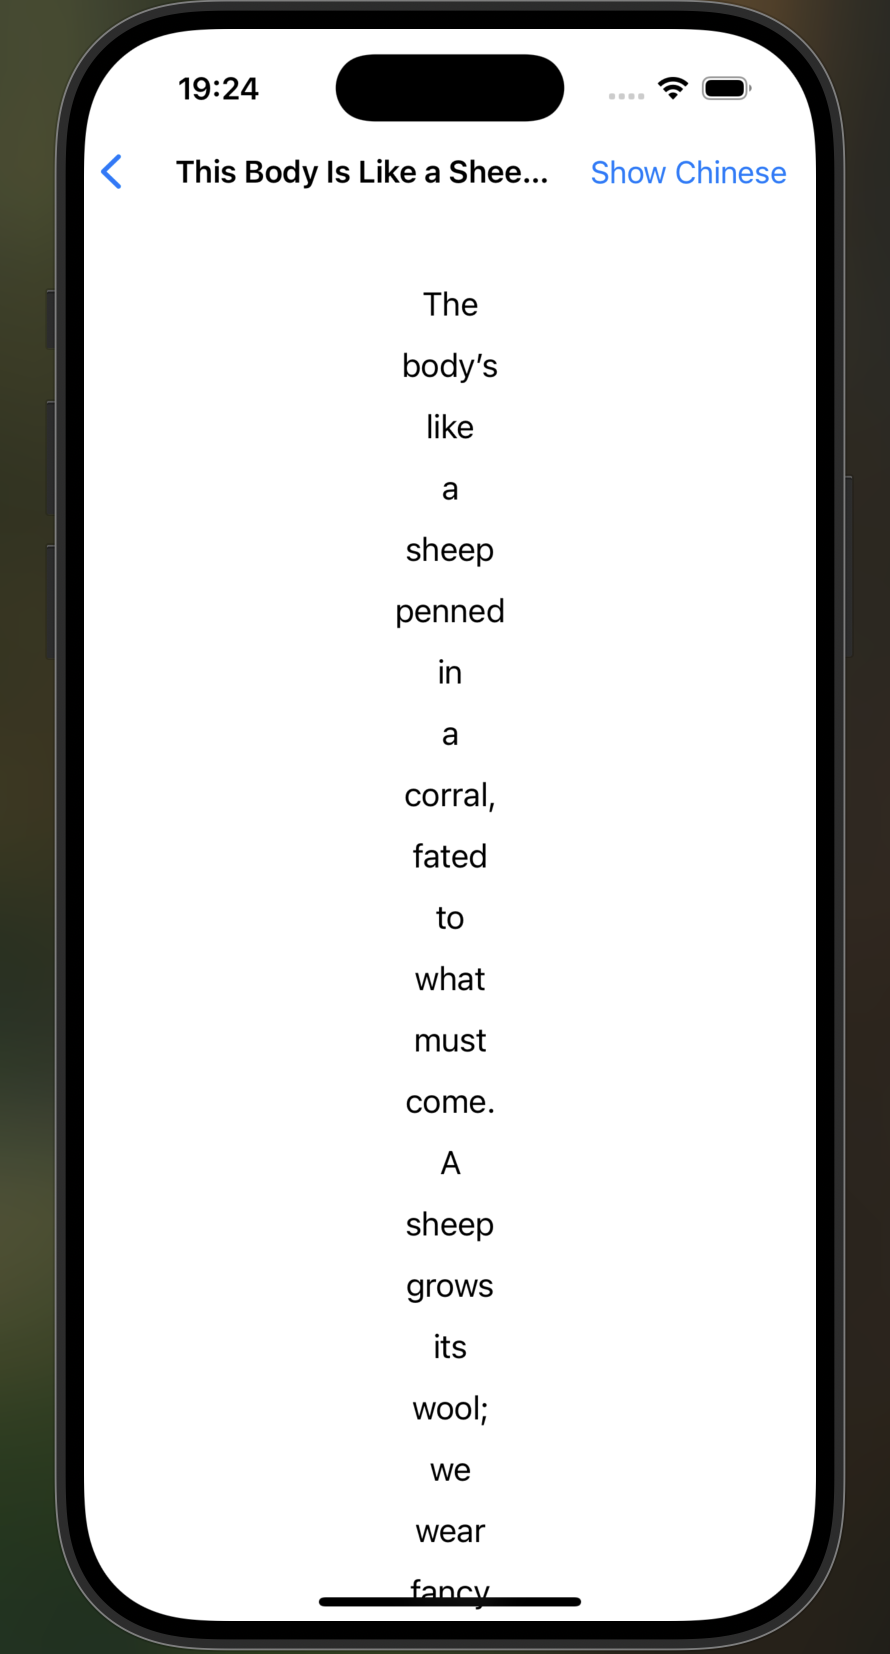 19:24
This Body Is Like a Shee... Show Chinese
The
body’s
like
a
sheep
penned
in
a
corral,
fated
to
what
must
come.
A
sheep
grows
its
wool;
we
wear
fancy